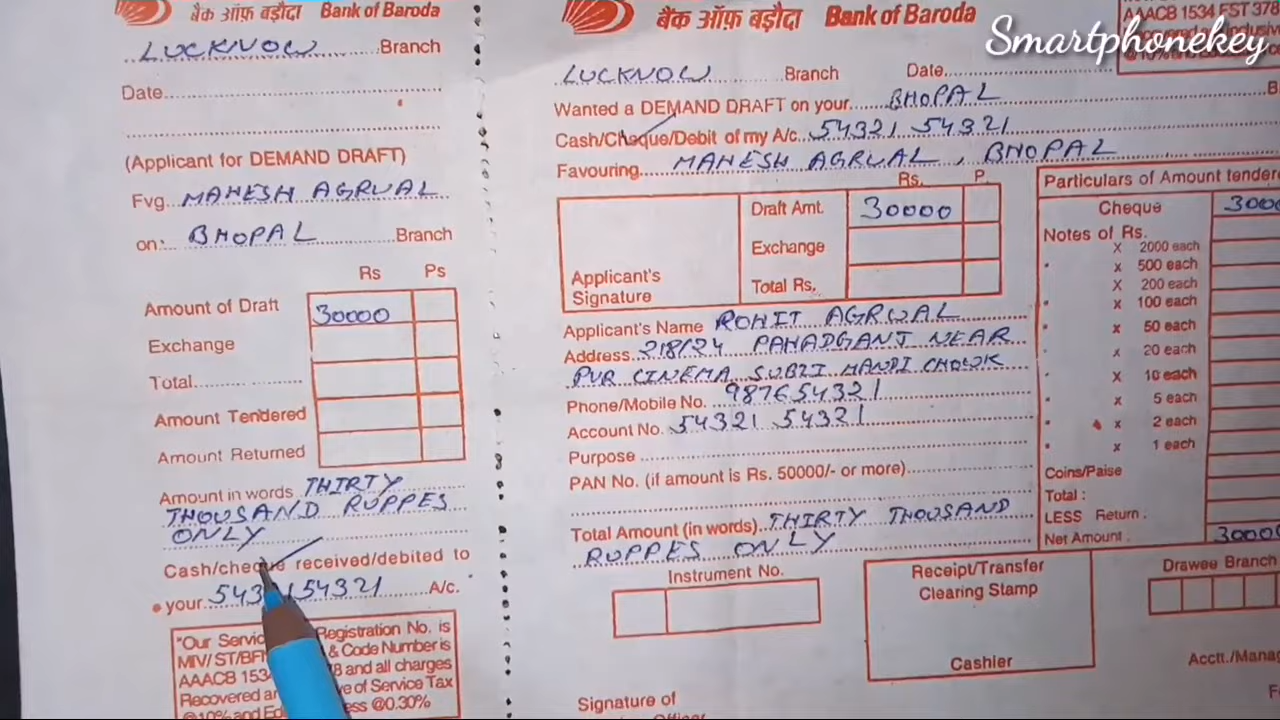 बैंक ऑफ़ बड़ौदा Bank of Baroda
LUCKNOW Branch
Date
(Applicant for DEMAND DRAFT)
Fvg. MAHESH AGRWAL
on: BHOPAL Branch
Rs Ps
Amount of Draft 30000
Exchange
Total
Amount Tendered
Amount Returned
Amount in words THIRTY
THOUSAND RUPPES
ONLY
Cash/cheque received/debited to
your 54321 54321 A/c.
"Our Servic Registration No. is
MIV/ ST/BF & Code Number is
AAACB 153 and all charges
Recovered ve of Service Tax
@10% and Ed ess @0.30%
बैंक ऑफ़ बड़ौदा Bank of Baroda
Smartphonekey
AAACB 1534 FST 378
@10%
LUCKNOW Branch Date
Wanted a DEMAND DRAFT on your BHOPAL B
Cash/Cheque/Debit of my A/c. 54321 54321
Favouring MAHESH AGRWAL, BHOPAL
Rs. P.
Draft Amt. 30000
Exchange
Total Rs.
Applicant's
Signature
Applicant's Name ROHIT AGRWAL
Address 218/24 PAHADGANJ NEAR
PVR CINEMA SUBZI MANDI CHOWK
Phone/Mobile No. 987654321
Account No. 54321 54321
Purpose
PAN No. (if amount is Rs. 50000/- or more)
Total Amount (in words) THIRTY THOUSAND
RUPPES ONLY
Particulars of Amount tendere
Cheque 3000
Notes of Rs.
X 2000 each
x 500 each
x 200 each
x 100 each
x 50 each
x 20 each
x 10 each
x 5 each
x 2 each
x 1 each
Coins/Paise
Total :
LESS Return :
Net Amount : 3000
Instrument No.
Receipt/Transfer
Clearing Stamp
Cashier
Drawee Branch
Acctt./Mana
Signature of